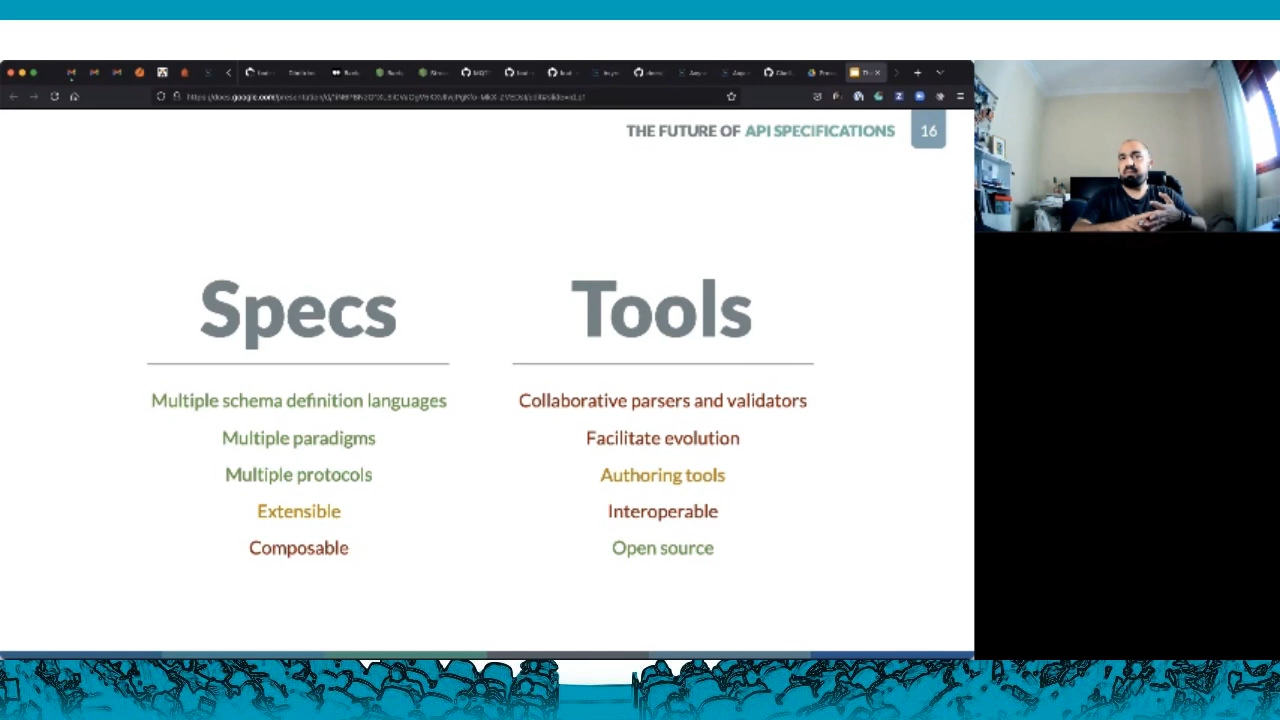 THE FUTURE OF API SPECIFICATIONS 16
Specs
Multiple schema definition languages
Multiple paradigms
Multiple protocols
Extensible
Composable
Tools
Collaborative parsers and validators
Facilitate evolution
Authoring tools
Interoperable
Open source